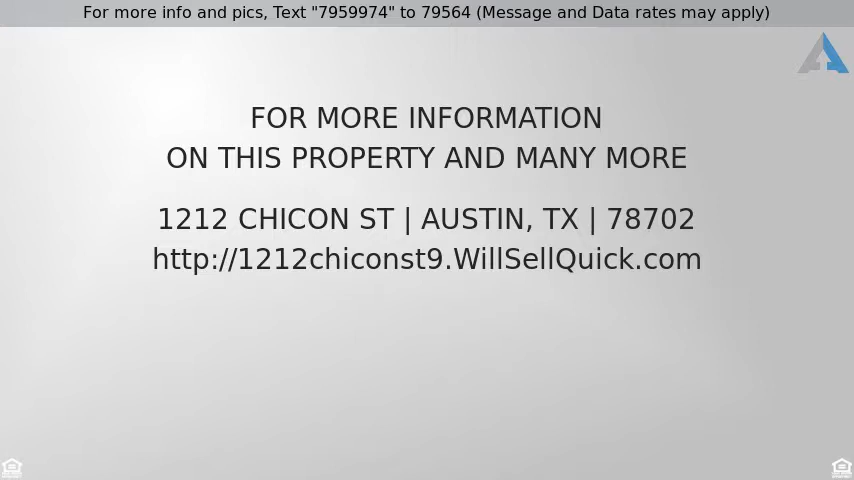 For more info and pics, Text "7959974" to 79564 (Message and Data rates may apply)
FOR MORE INFORMATION
ON THIS PROPERTY AND MANY MORE
1212 CHICON ST | AUSTIN, TX | 78702
http://1212chiconst9.WillSellQuick.com